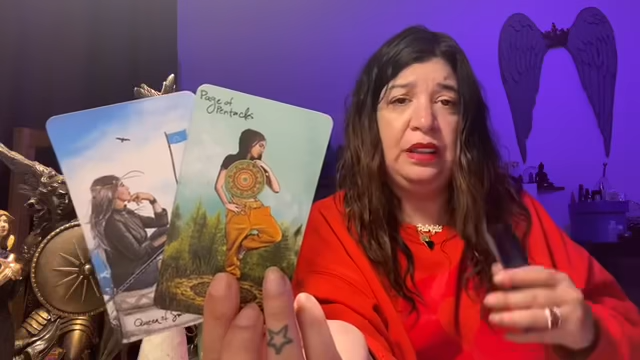 Page of
Pentacles
Queen of